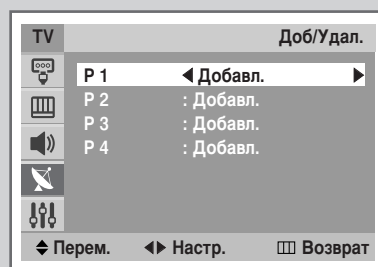 TV Доб/Удал.
P 1 ◀ Добавл. ▶
P 2 : Добавл.
P 3 : Добавл.
P 4 : Добавл.
Перем. Настр. Возврат